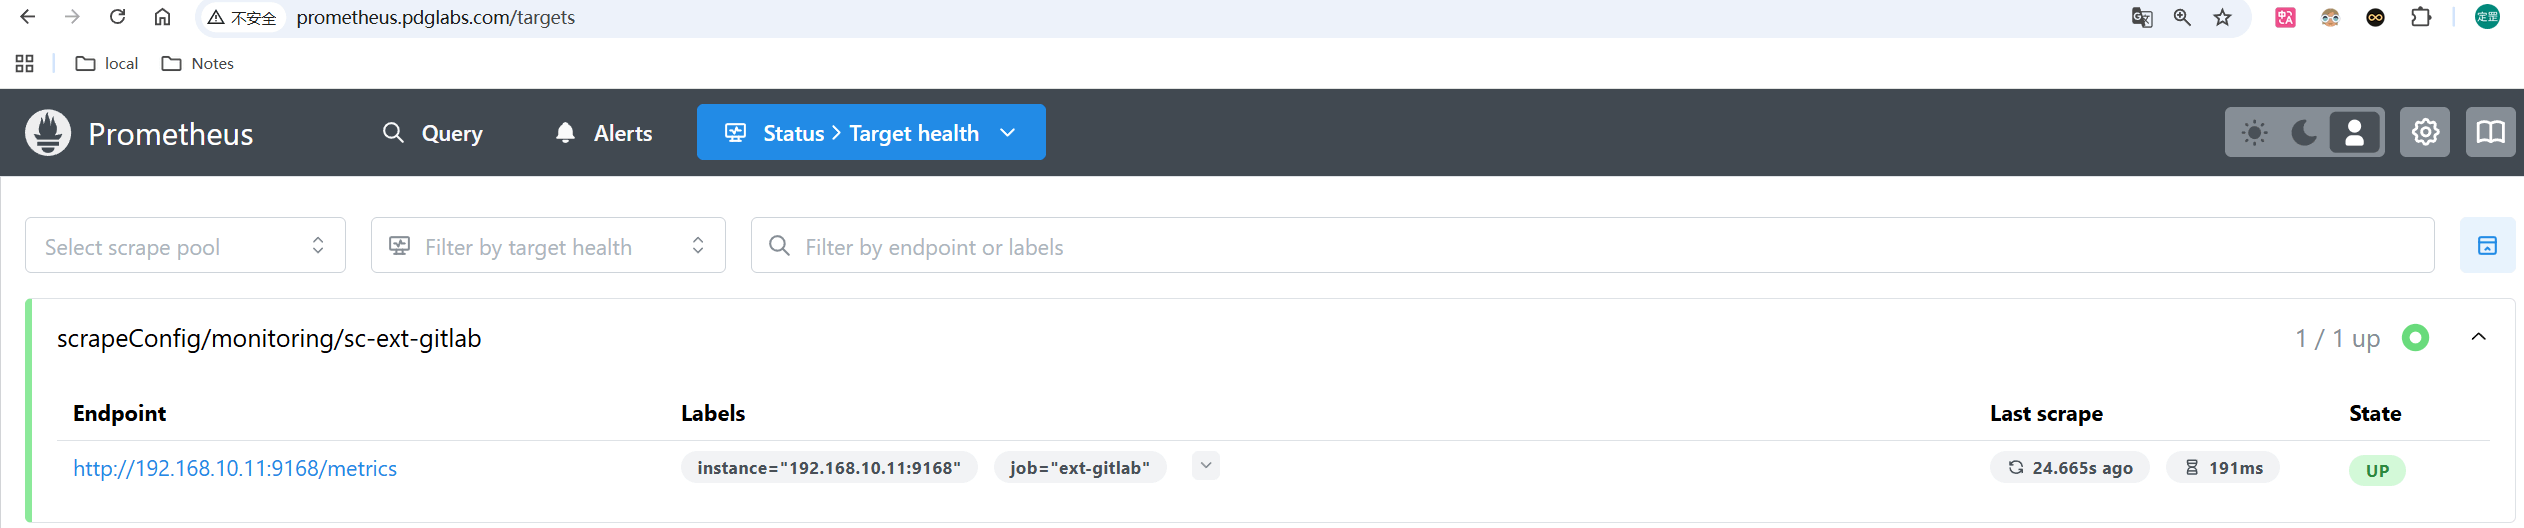 不安全 prometheus.pdglabs.com/targets 定罡
local Notes
Prometheus Query Alerts Status > Target health
Select scrape pool Filter by target health Filter by endpoint or labels
scrapeConfig/monitoring/sc-ext-gitlab 1 / 1 up
Endpoint Labels Last scrape State
http://192.168.10.11:9168/metrics instance="192.168.10.11:9168" job="ext-gitlab" 24.665s ago 191ms UP